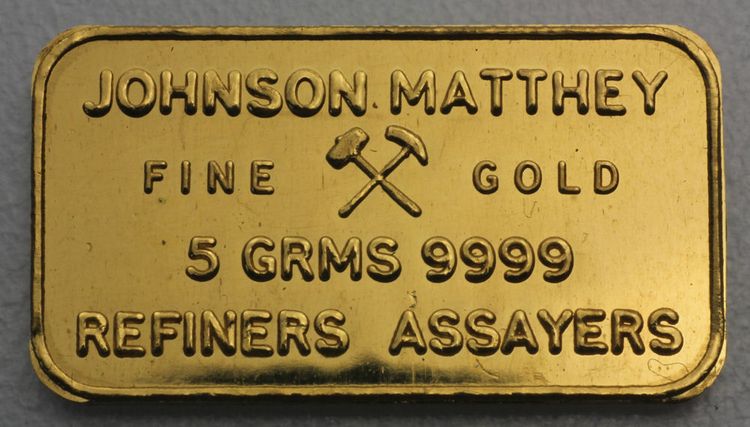 JOHNSON MATTHEY
FINE GOLD
5 GRMS 9999
REFINERS ASSAYERS